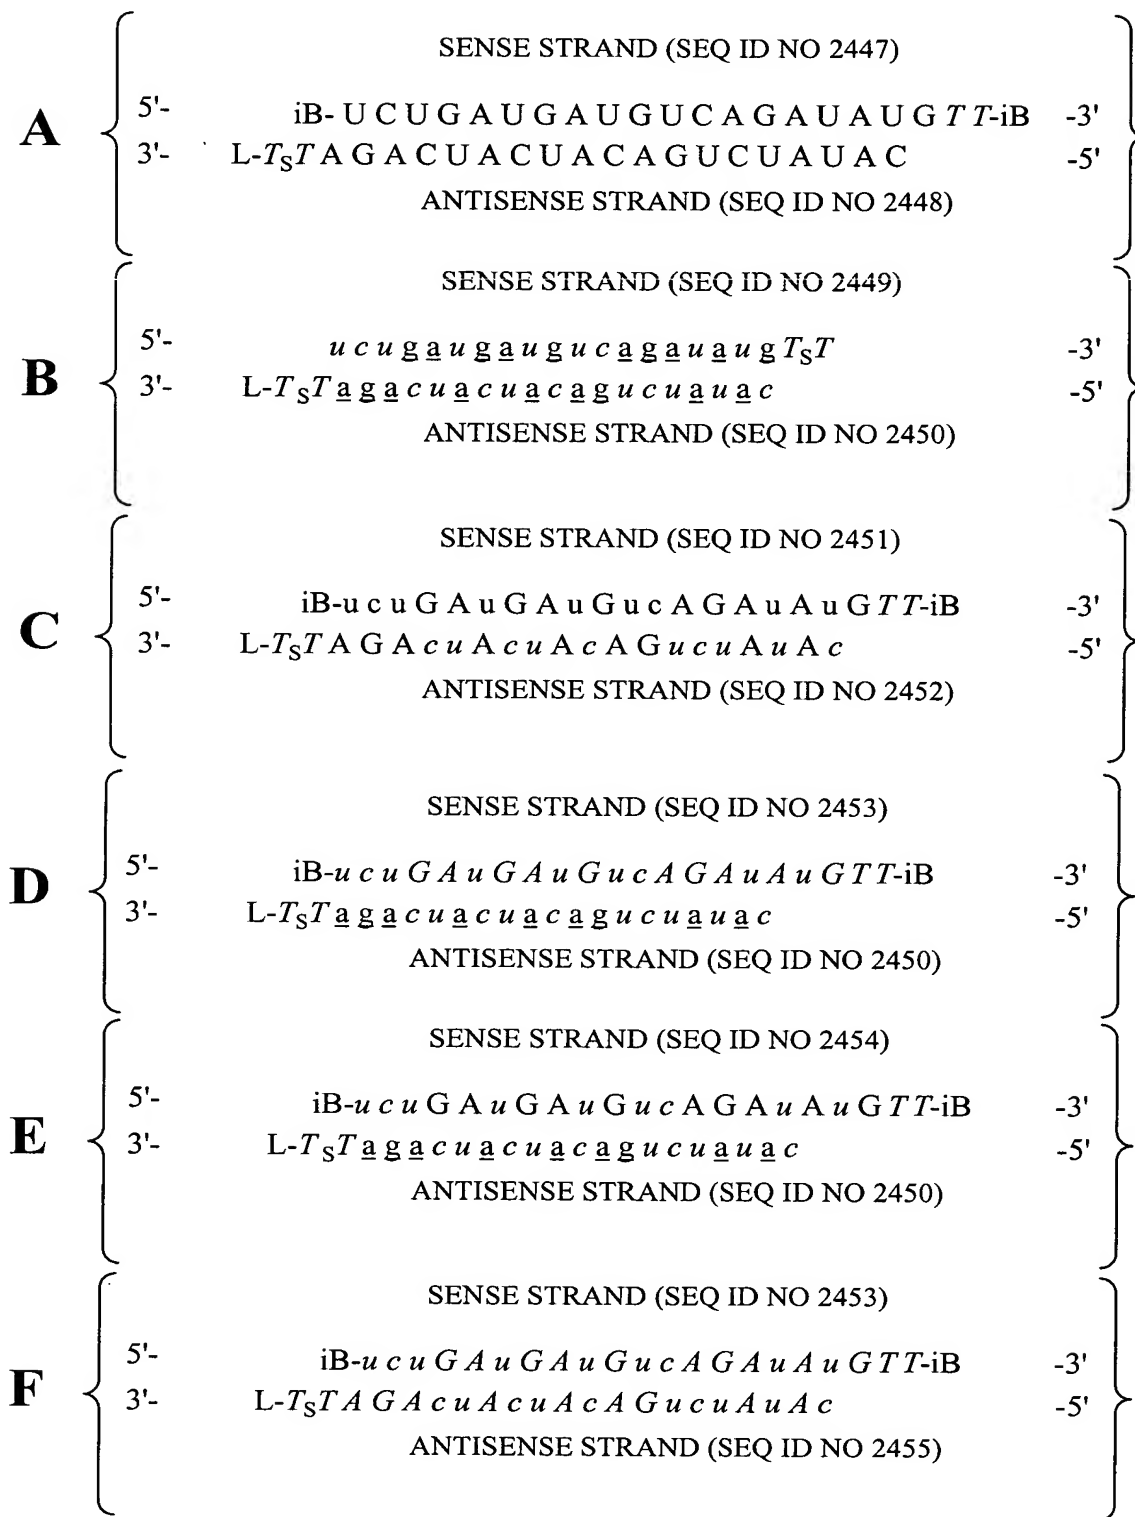 SENSE STRAND (SEQ ID NO 2447)
A
5'- iB- U C U G A U G A U G U C A G A U A U G T T-iB -3'
3'- L-TST A G A C U A C U A C A G U C U A U A C -5'
ANTISENSE STRAND (SEQ ID NO 2448)
SENSE STRAND (SEQ ID NO 2449)
B
5'- u c u g a u g a u g u c a g a u a u g TST -3'
3'- L-TST a g a c u a c u a c a g u c u a u a c -5'
ANTISENSE STRAND (SEQ ID NO 2450)
SENSE STRAND (SEQ ID NO 2451)
C
5'- iB-u c u G A u G A u G u c A G A u A u G T T-iB -3'
3'- L-TST A G A c u A c u A c A G u c u A u A c -5'
ANTISENSE STRAND (SEQ ID NO 2452)
SENSE STRAND (SEQ ID NO 2453)
D
5'- iB-u c u G A u G A u G u c A G A u A u G T T-iB -3'
3'- L-TST a g a c u a c u a c a g u c u a u a c -5'
ANTISENSE STRAND (SEQ ID NO 2450)
SENSE STRAND (SEQ ID NO 2454)
E
5'- iB-u c u G A u G A u G u c A G A u A u G T T-iB -3'
3'- L-TST a g a c u a c u a c a g u c u a u a c -5'
ANTISENSE STRAND (SEQ ID NO 2450)
SENSE STRAND (SEQ ID NO 2453)
F
5'- iB-u c u G A u G A u G u c A G A u A u G T T-iB -3'
3'- L-TST A G A c u A c u A c A G u c u A u A c -5'
ANTISENSE STRAND (SEQ ID NO 2455)